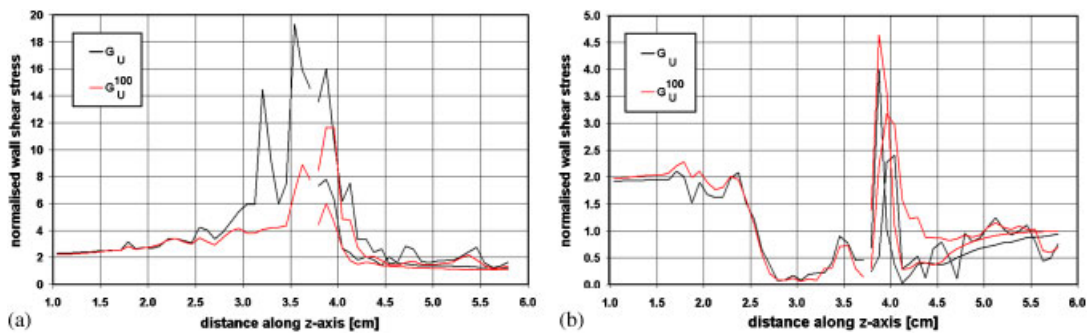 20
18
16
14
12
10
8
6
4
2
0
normalised wall shear stress
G U
G U 100
1.0 1.5 2.0 2.5 3.0 3.5 4.0 4.5 5.0 5.5 6.0
distance along z-axis [cm]
(a)
5.0
4.5
4.0
3.5
3.0
2.5
2.0
1.5
1.0
0.5
0.0
normalised wall shear stress
G U
G U 100
1.0 1.5 2.0 2.5 3.0 3.5 4.0 4.5 5.0 5.5 6.0
distance along z-axis [cm]
(b)